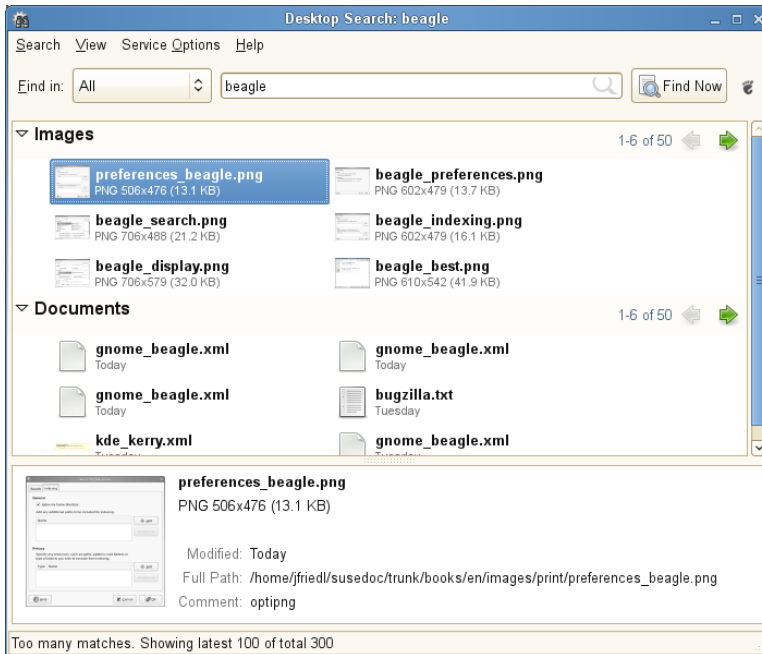 Desktop Search: beagle
Search View Service Options Help
Find in: All beagle Find Now
Images 1-6 of 50
preferences_beagle.png
PNG 506x476 (13.1 KB)
beagle_preferences.png
PNG 602x479 (13.7 KB)
beagle_search.png
PNG 706x488 (21.2 KB)
beagle_indexing.png
PNG 602x479 (16.1 KB)
beagle_display.png
PNG 706x579 (32.0 KB)
beagle_best.png
PNG 610x542 (41.9 KB)
Documents 1-6 of 50
gnome_beagle.xml
Today
gnome_beagle.xml
Today
gnome_beagle.xml
Today
bugzilla.txt
Tuesday
kde_kerry.xml
gnome_beagle.xml
preferences_beagle.png
PNG 506x476 (13.1 KB)
Modified: Today
Full Path: /home/jfriedl/susedoc/trunk/books/en/images/print/preferences_beagle.png
Comment: optipng
Too many matches. Showing latest 100 of total 300